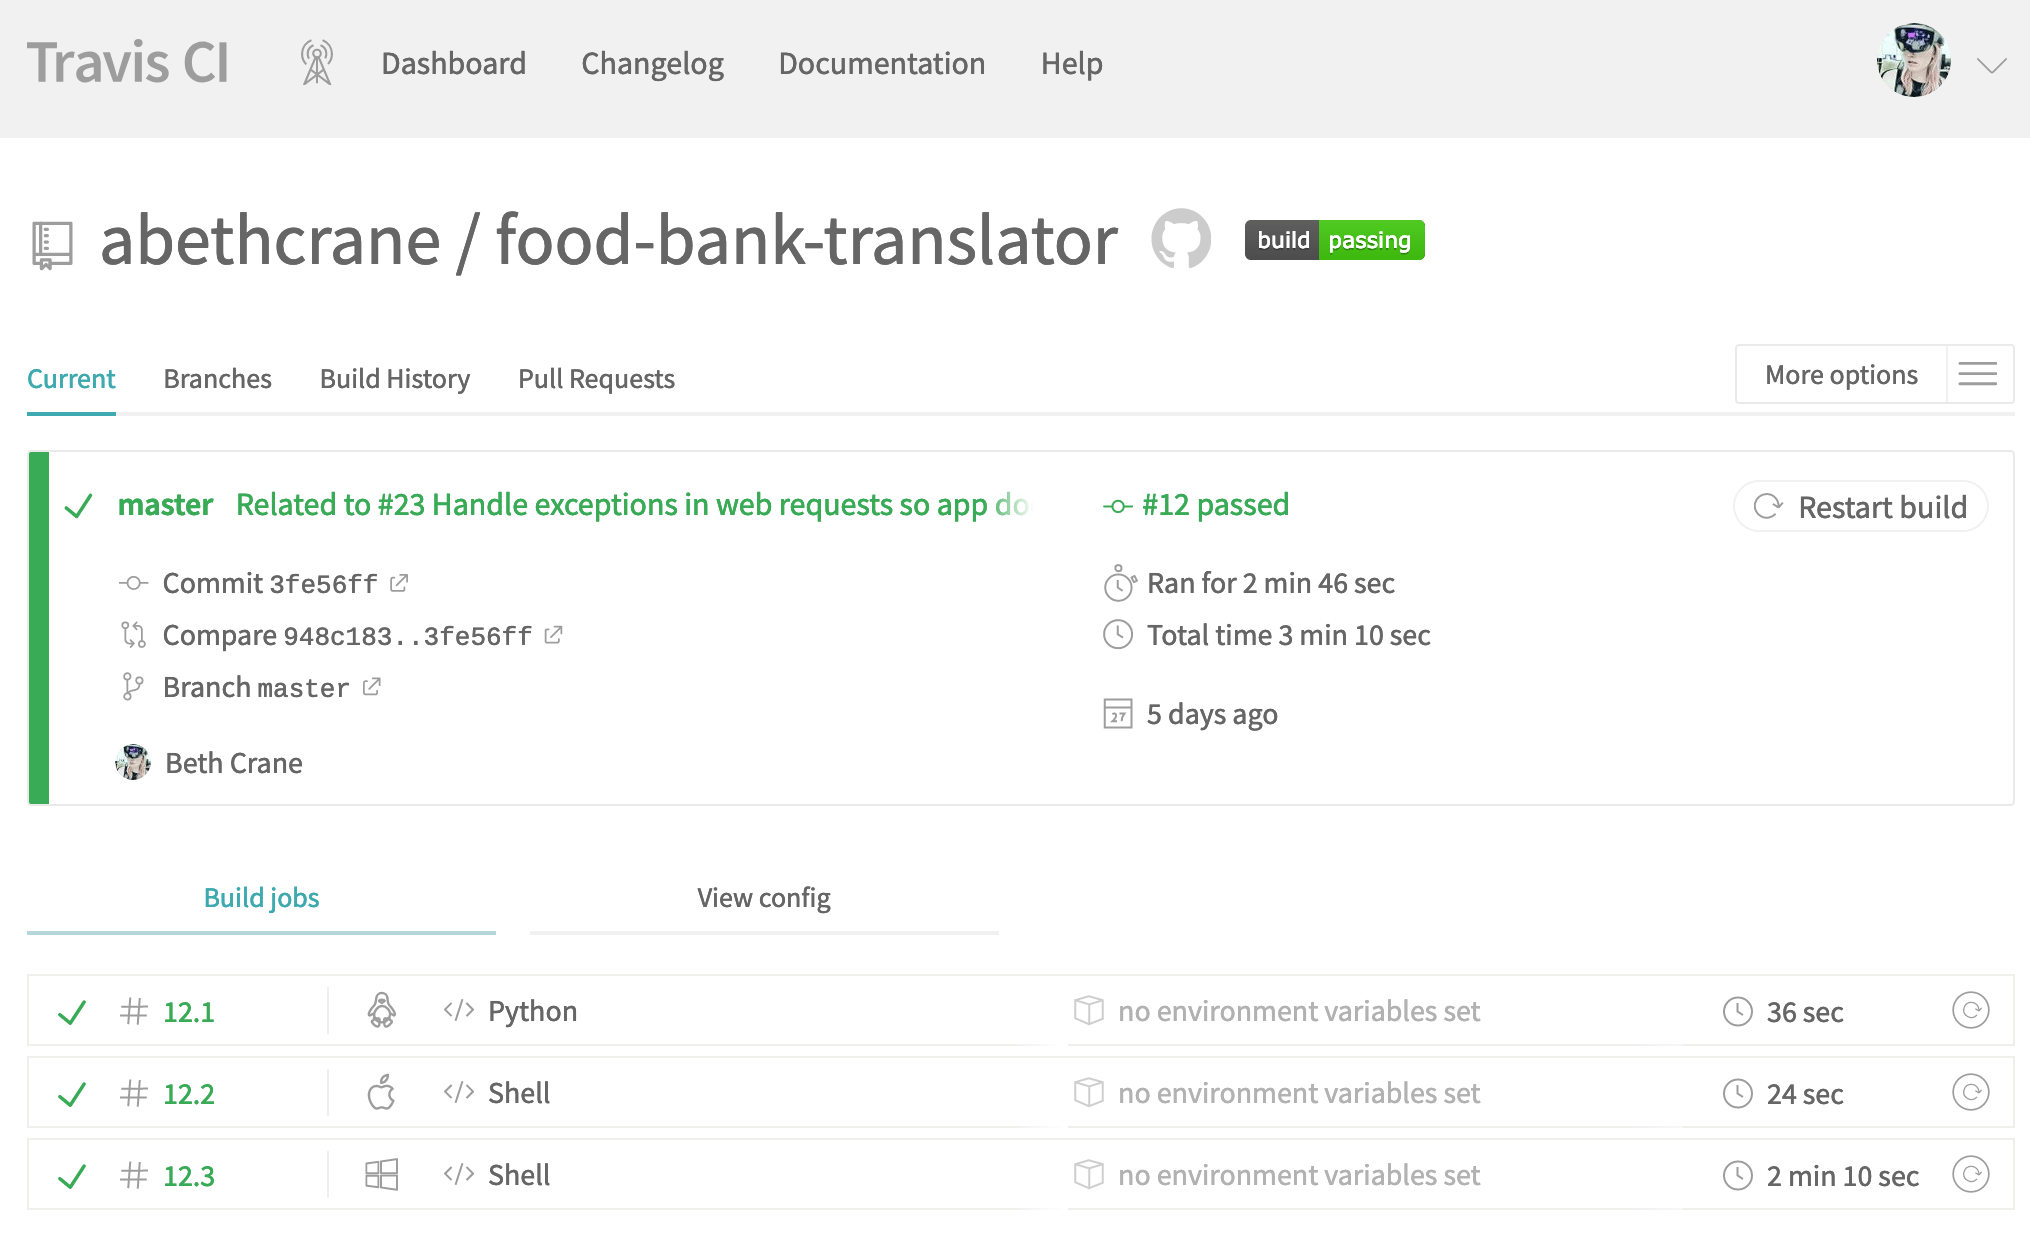 Travis CI Dashboard Changelog Documentation Help
abethcrane / food-bank-translator build passing
Current Branches Build History Pull Requests More options
master Related to #23 Handle exceptions in web requests so app do #12 passed Restart build
Commit 3fe56ff Ran for 2 min 46 sec
Compare 948c183..3fe56ff Total time 3 min 10 sec
Branch master
27 5 days ago
Beth Crane
Build jobs View config
# 12.1 </> Python no environment variables set 36 sec
# 12.2 </> Shell no environment variables set 24 sec
# 12.3 </> Shell no environment variables set 2 min 10 sec